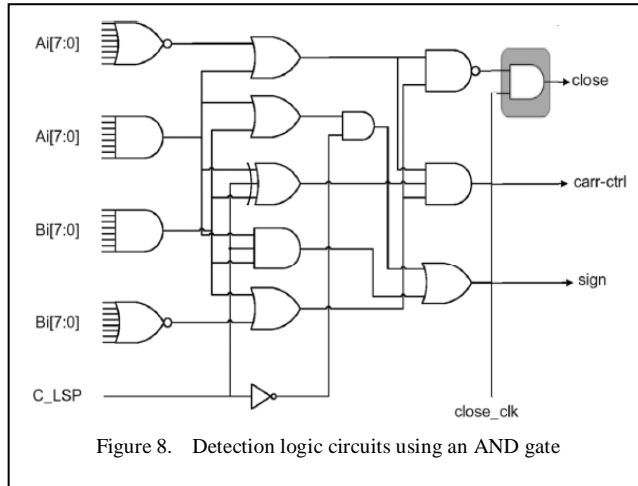 Ai[7:0]
close
Ai[7:0]
carr-ctrl
Bi[7:0]
sign
Bi[7:0]
C_LSP
close_clk
Figure 8. Detection logic circuits using an AND gate